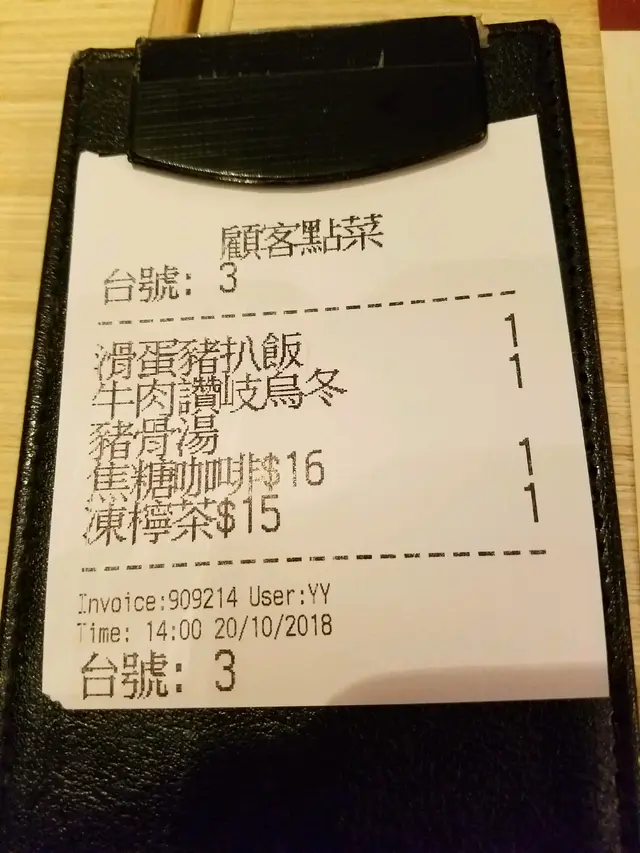 顧客點菜
台號: 3
滑蛋豬扒飯 1
牛肉讚岐烏冬 1
豬骨湯
焦糖咖啡$16 1
凍檸茶$15 1
Invoice:909214 User:YY
Time: 14:00 20/10/2018
台號: 3